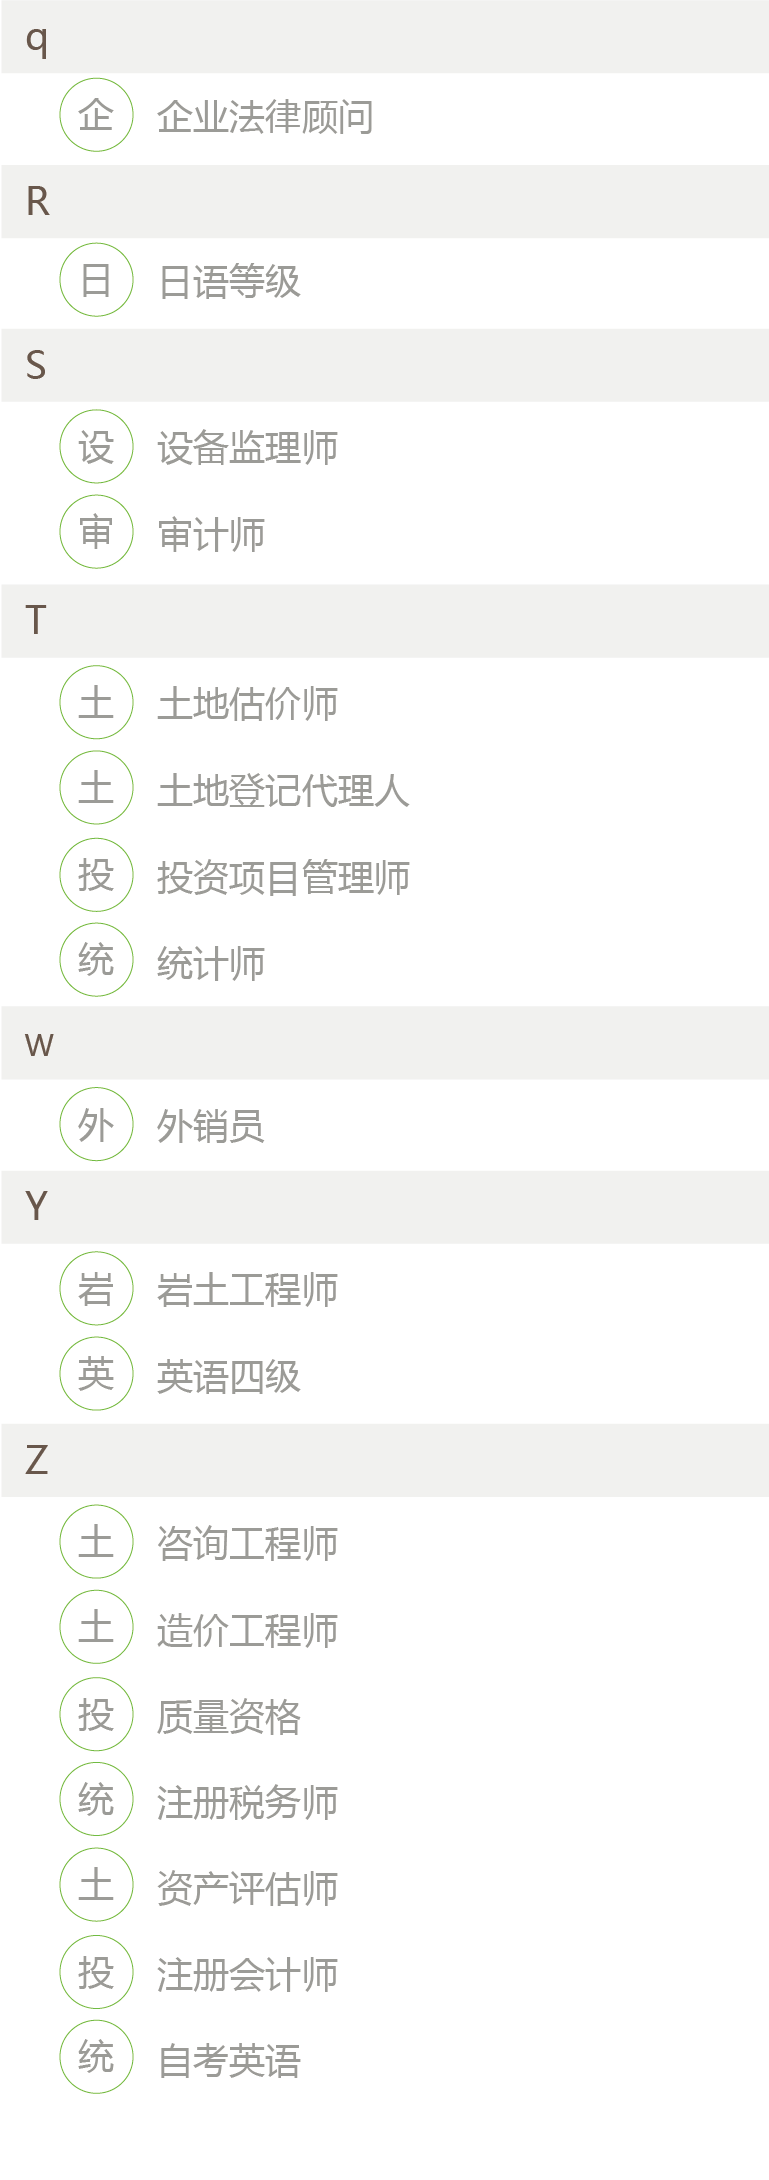 q
企 企业法律顾问
R
日 日语等级
S
设 设备监理师
审 审计师
T
土 土地估价师
土 土地登记代理人
投 投资项目管理师
统 统计师
w
外 外销员
Y
岩 岩土工程师
英 英语四级
Z
土 咨询工程师
土 造价工程师
投 质量资格
统 注册税务师
土 资产评估师
投 注册会计师
统 自考英语